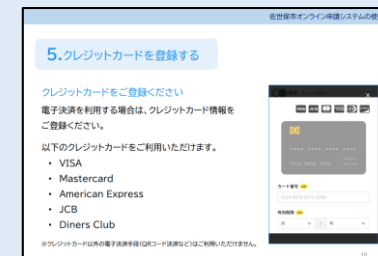 佐世保市オンライン申請システムの使
5.クレジットカードを登録する
クレジットカードをご登録ください
電子決済を利用する場合は、クレジットカード情報を
ご登録ください。
以下のクレジットカードをご利用いただけます。
・ VISA
・ Mastercard
・ American Express
・ JCB
・ Diners Club
※クレジットカード以外の電子決済手段(QRコード決済など)はご利用いただけません。
カード番号
有効期限
月 / 年
10